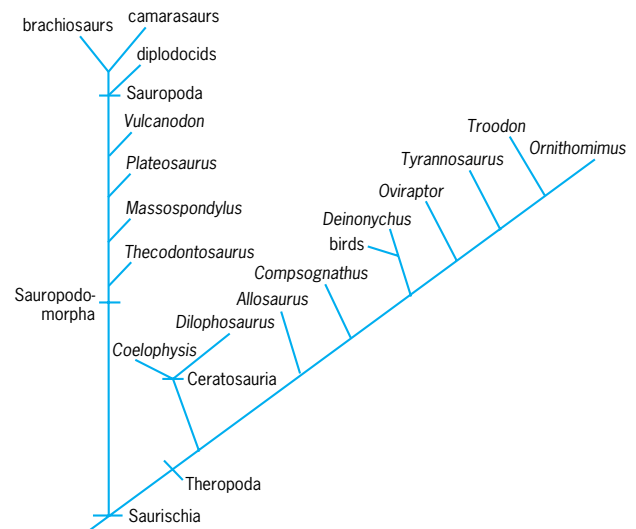 camarasaurs
brachiosaurs
diplodocids
Sauropoda
Vulcanodon
Troodon
Ornithomimus
Plateosaurus
Tyrannosaurus
Oviraptor
Massospondylus
Deinonychus
birds
Thecodontosaurus
Compsognathus
Sauropodo-
morpha
Allosaurus
Dilophosaurus
Coelophysis
Ceratosauria
Theropoda
Saurischia